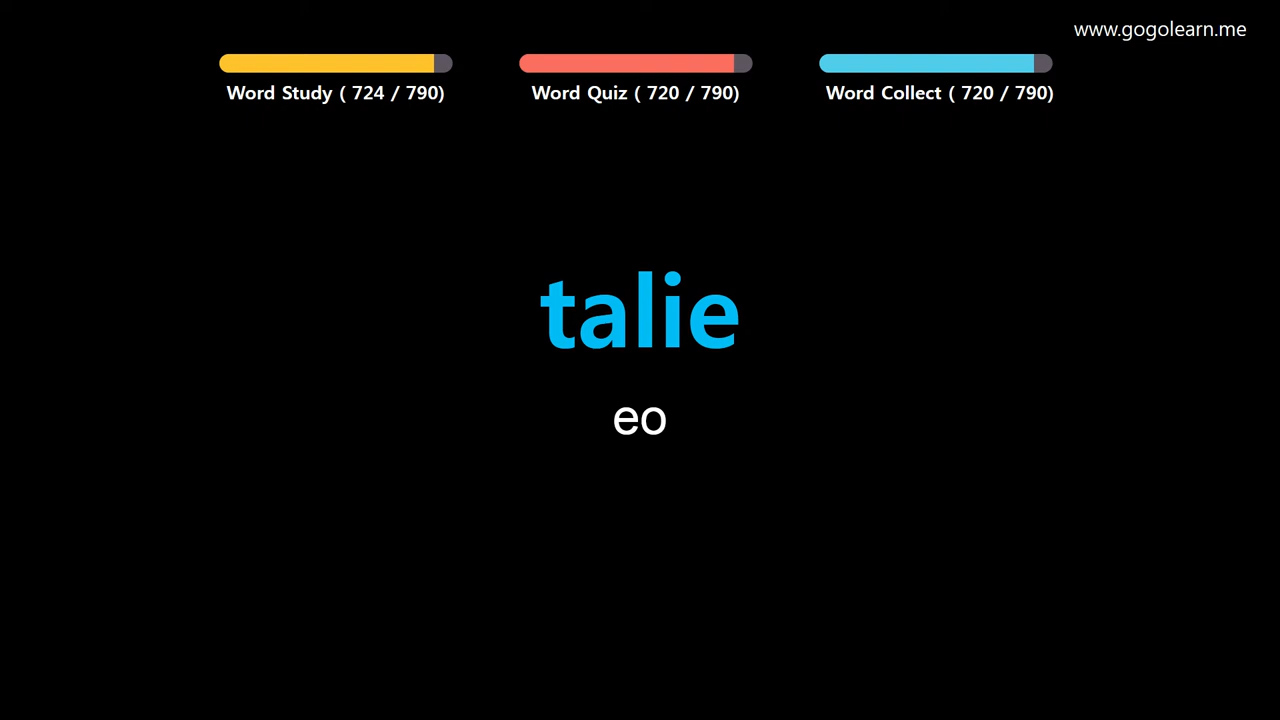 www.gogolearn.me
Word Study ( 724 / 790)
Word Quiz ( 720 / 790)
Word Collect ( 720 / 790)
talie
eo